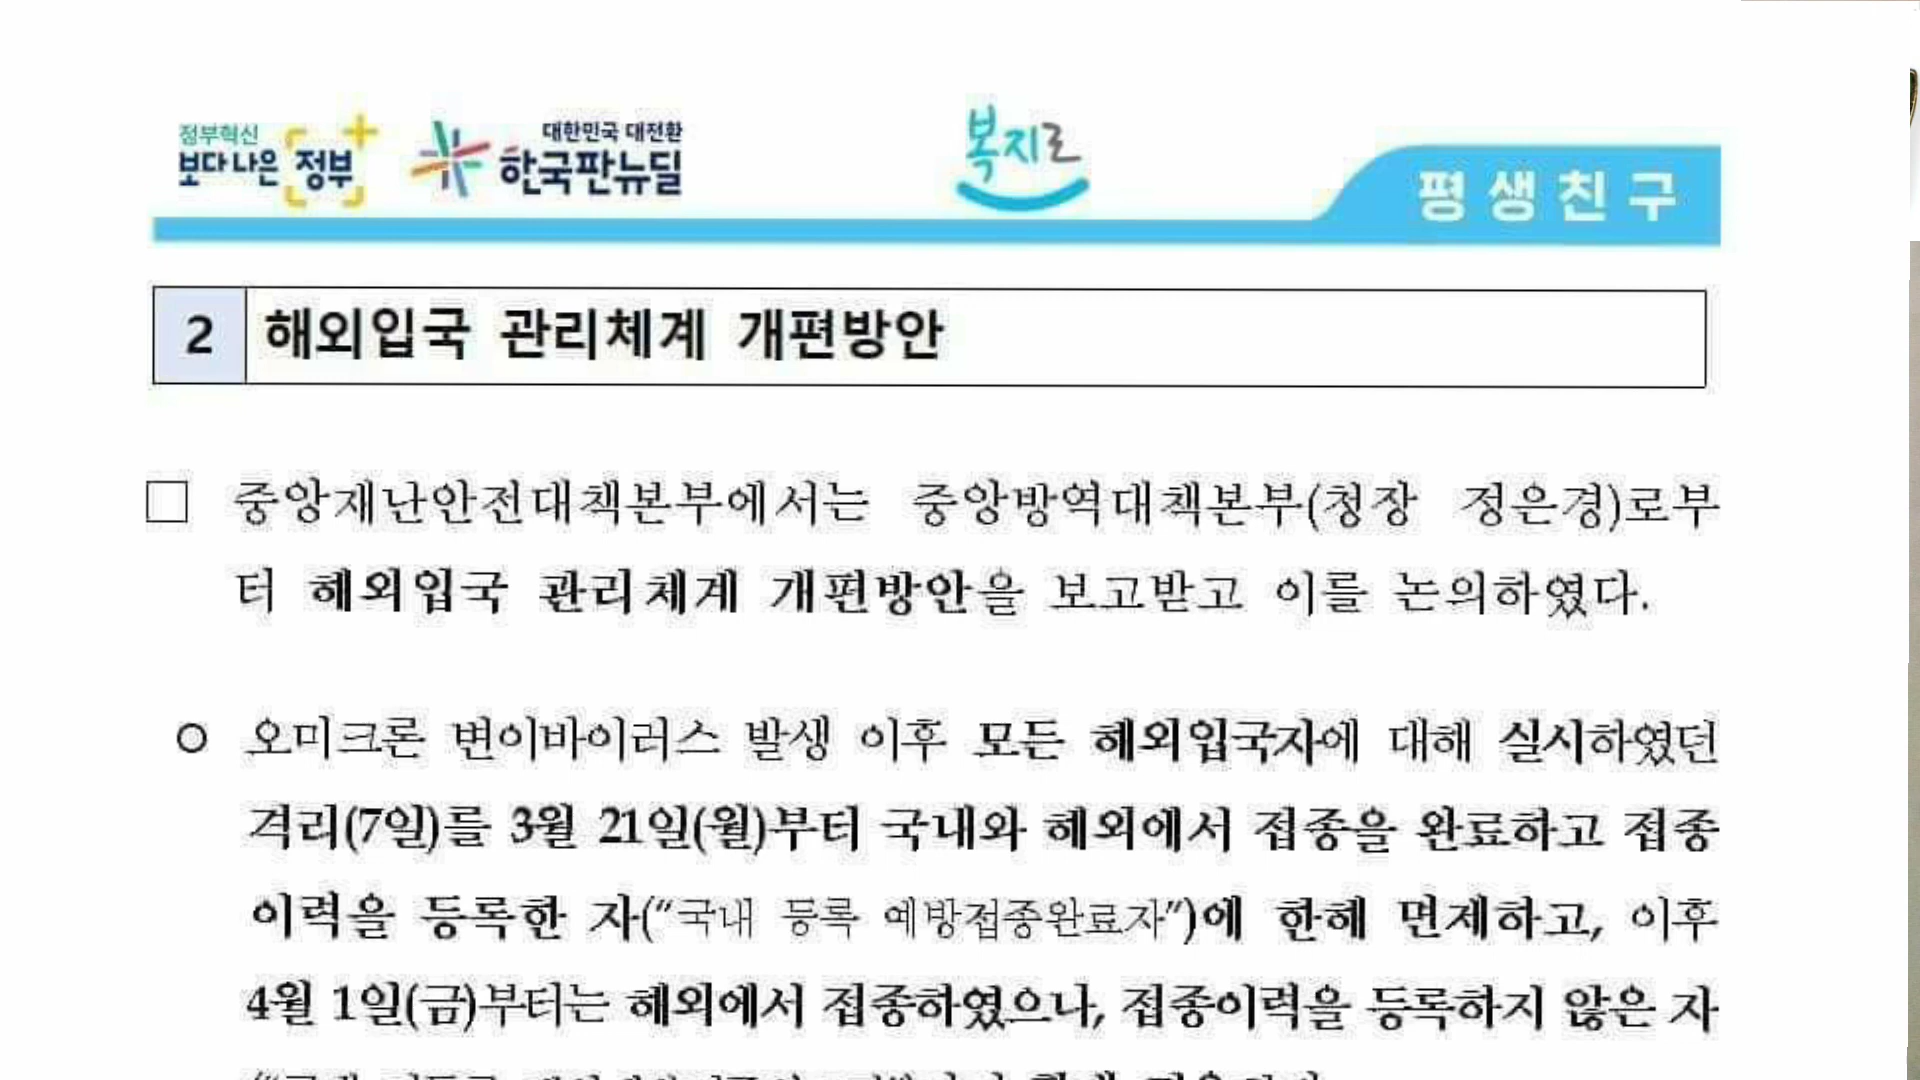 정부혁신
보다나은 정부
대한민국 대전환
한국판뉴딜
복지로
평생친구
2 해외입국 관리체계 개편방안
□ 중앙재난안전대책본부에서는 중앙방역대책본부(청장 정은경)로부
터 해외입국 관리체계 개편방안을 보고받고 이를 논의하였다.
○ 오미크론 변이바이러스 발생 이후 모든 해외입국자에 대해 실시하였던
격리(7일)를 3월 21일(월)부터 국내와 해외에서 접종을 완료하고 접종
이력을 등록한 자(“국내 등록 예방접종완료자”)에 한해 면제하고, 이후
4월 1일(금)부터는 해외에서 접종하였으나, 접종이력을 등록하지 않은 자